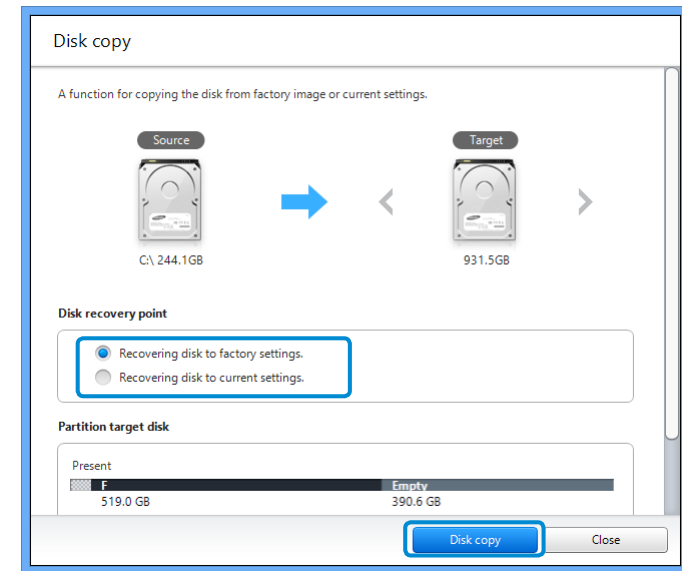 Disk copy
A function for copying the disk from factory image or current settings.
Source
Target
C:\ 244.1GB
931.5GB
Disk recovery point
Recovering disk to factory settings.
Recovering disk to current settings.
Partition target disk
Present
F
Empty
519.0 GB
390.6 GB
Disk copy
Close